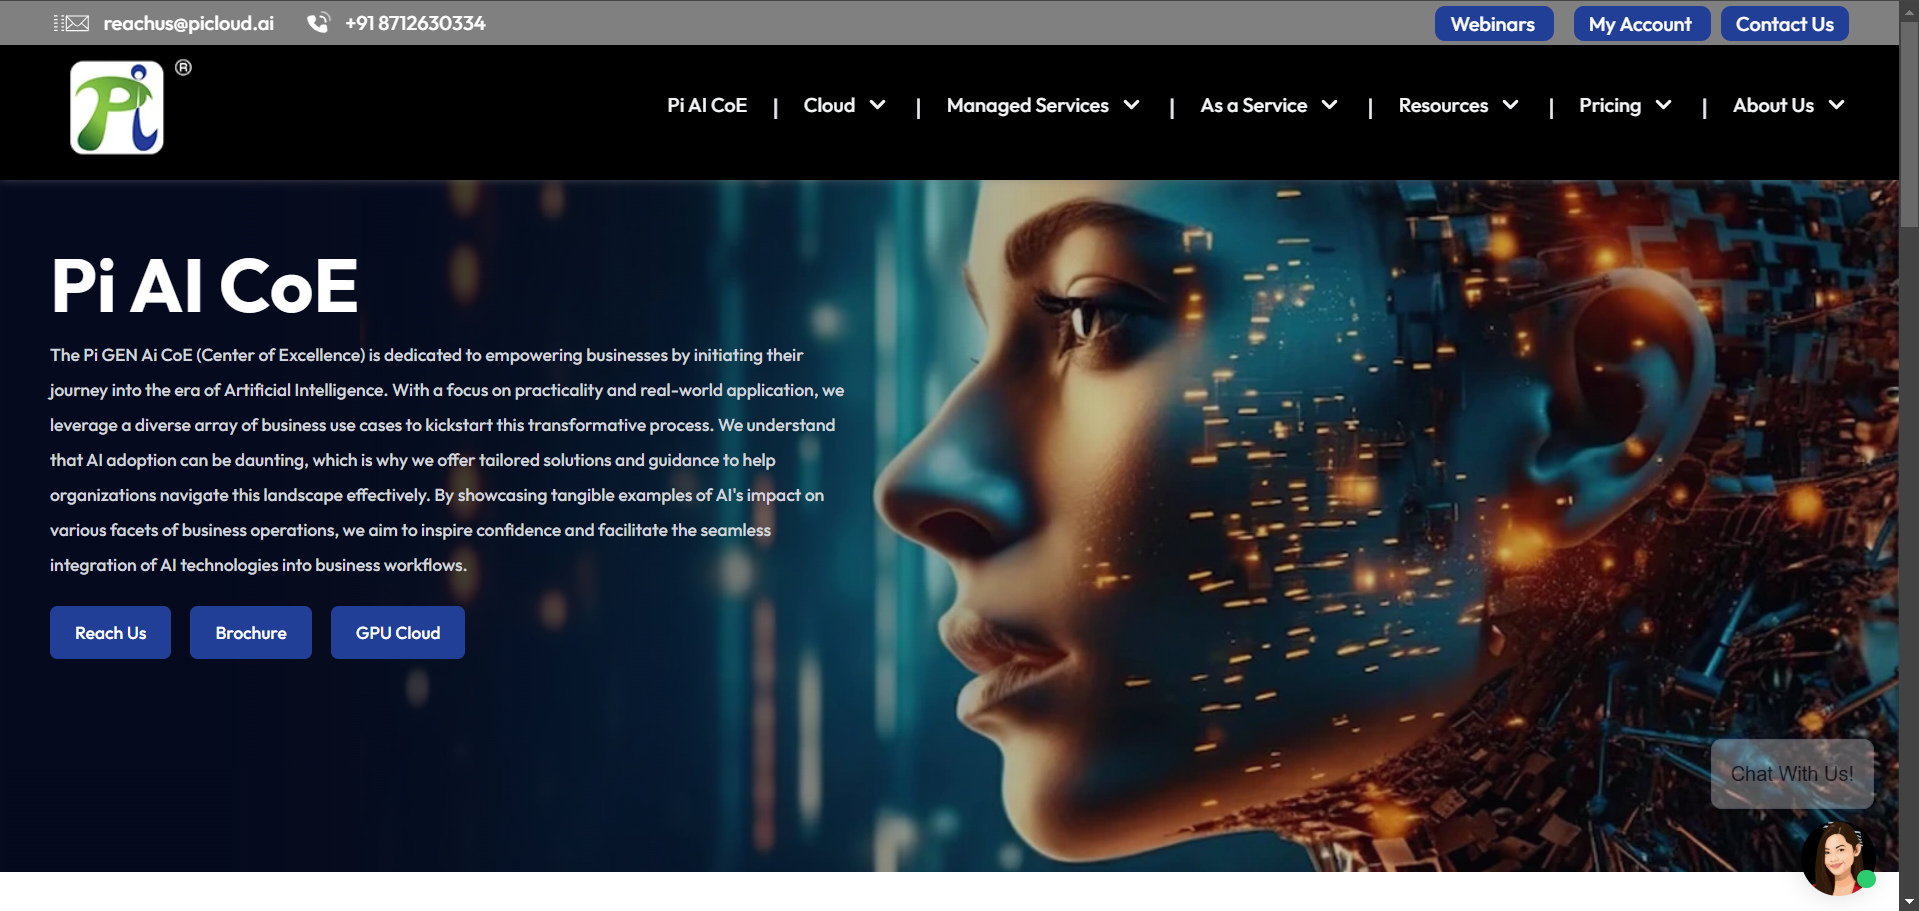 reachus@picloud.ai
+91 8712630334
Webinars
My Account
Contact Us
Pi
®
Pi AI CoE | Cloud | Managed Services | As a Service | Resources | Pricing | About Us
Pi AI CoE
The Pi GEN Ai CoE (Center of Excellence) is dedicated to empowering businesses by initiating their
journey into the era of Artificial Intelligence. With a focus on practicality and real-world application, we
leverage a diverse array of business use cases to kickstart this transformative process. We understand
that AI adoption can be daunting, which is why we offer tailored solutions and guidance to help
organizations navigate this landscape effectively. By showcasing tangible examples of AI's impact on
various facets of business operations, we aim to inspire confidence and facilitate the seamless
integration of AI technologies into business workflows.
Reach Us
Brochure
GPU Cloud
Chat With Us!